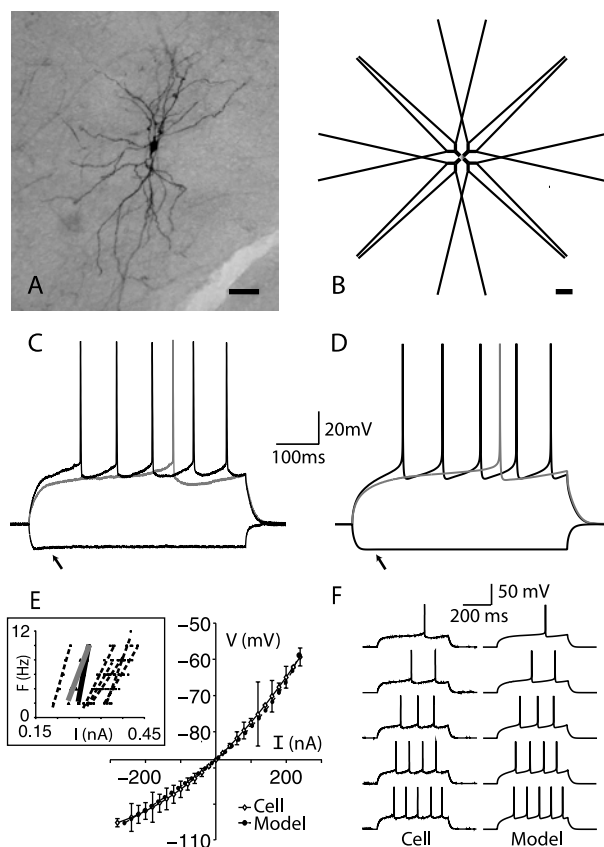 A
B
C
D
20mV
100ms
E
12
F (Hz)
0
0.15
I (nA)
0.45
−50
V (mV)
−60
−70
−80
I (nA)
−200
0
200
Cell
Model
−110
F
50 mV
200 ms
Cell
Model